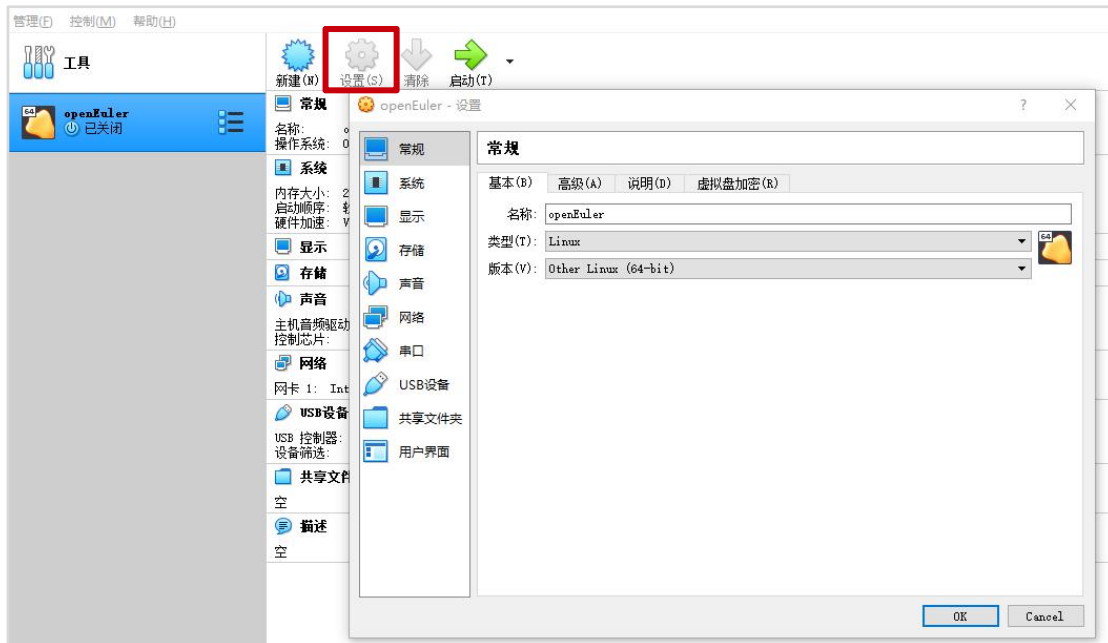 管理(F) 控制(M) 帮助(H)
工具
新建(N) 设置(S) 清除 启动(T)
64 openEuler
已关闭
常规
名称:
操作系统:
系统
内存大小: 2
启动顺序:
硬件加速: V
显示
存储
声音
主机音频驱动
控制芯片:
网络
网卡 1: Int
USB设备
USB 控制器:
设备筛选:
共享文件
空
描述
空
openEuler - 设置
? ×
常规
系统
显示
存储
声音
网络
串口
USB设备
共享文件夹
用户界面
常规
基本(B) 高级(A) 说明(D) 虚拟盘加密(R)
名称: openEuler
类型(T): Linux
64
版本(V): Other Linux (64-bit)
OK Cancel